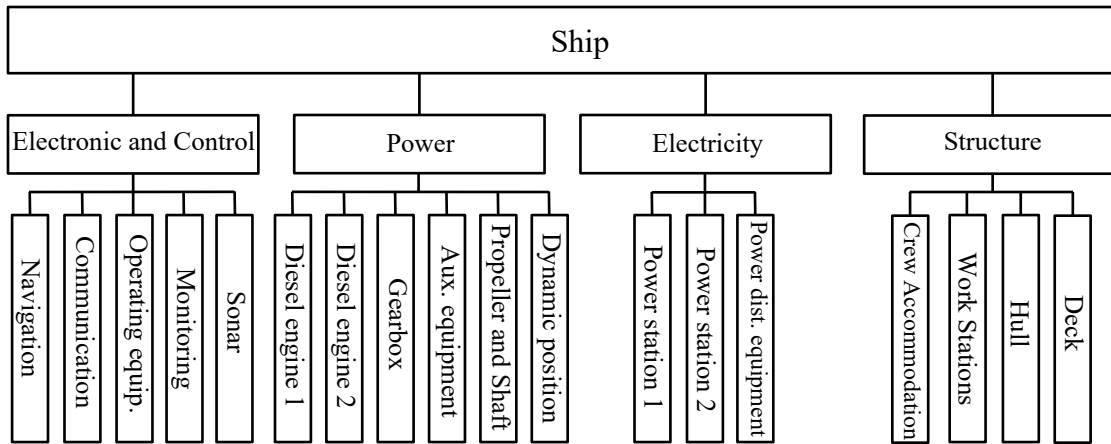 Ship
Electronic and Control
Power
Electricity
Structure
Navigation
Communication
Operating equip.
Monitoring
Sonar
Diesel engine 1
Diesel engine 2
Gearbox
Aux. equipment
Propeller and Shaft
Dynamic position
Power station 1
Power station 2
Power dist. equipment
Crew Accommodation
Work Stations
Hull
Deck